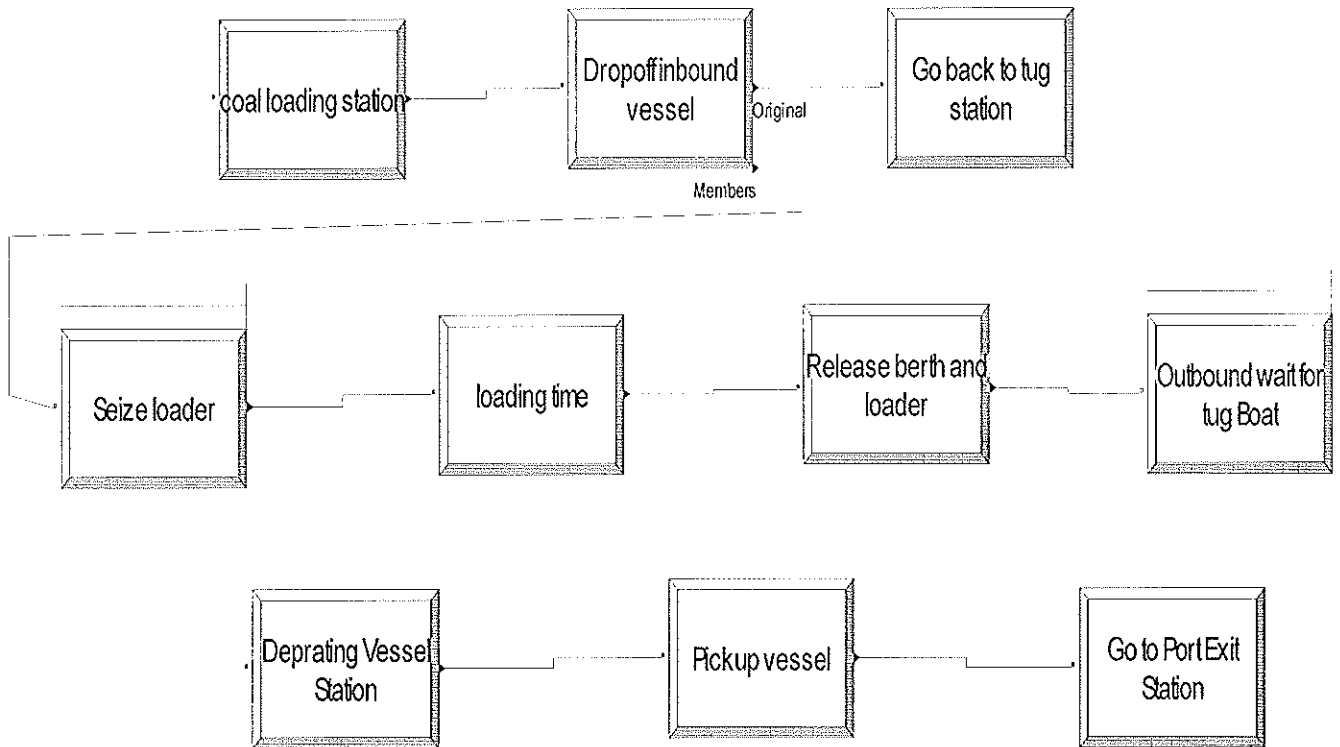 coal loading station
Dropoff inbound
vessel
Original
Members
Go back to tug
station
Seize loader
loading time
Release berth and
loader
Outbound wait for
tug Boat
Deprating Vessel
Station
Pickup vessel
Go to Port Exit
Station